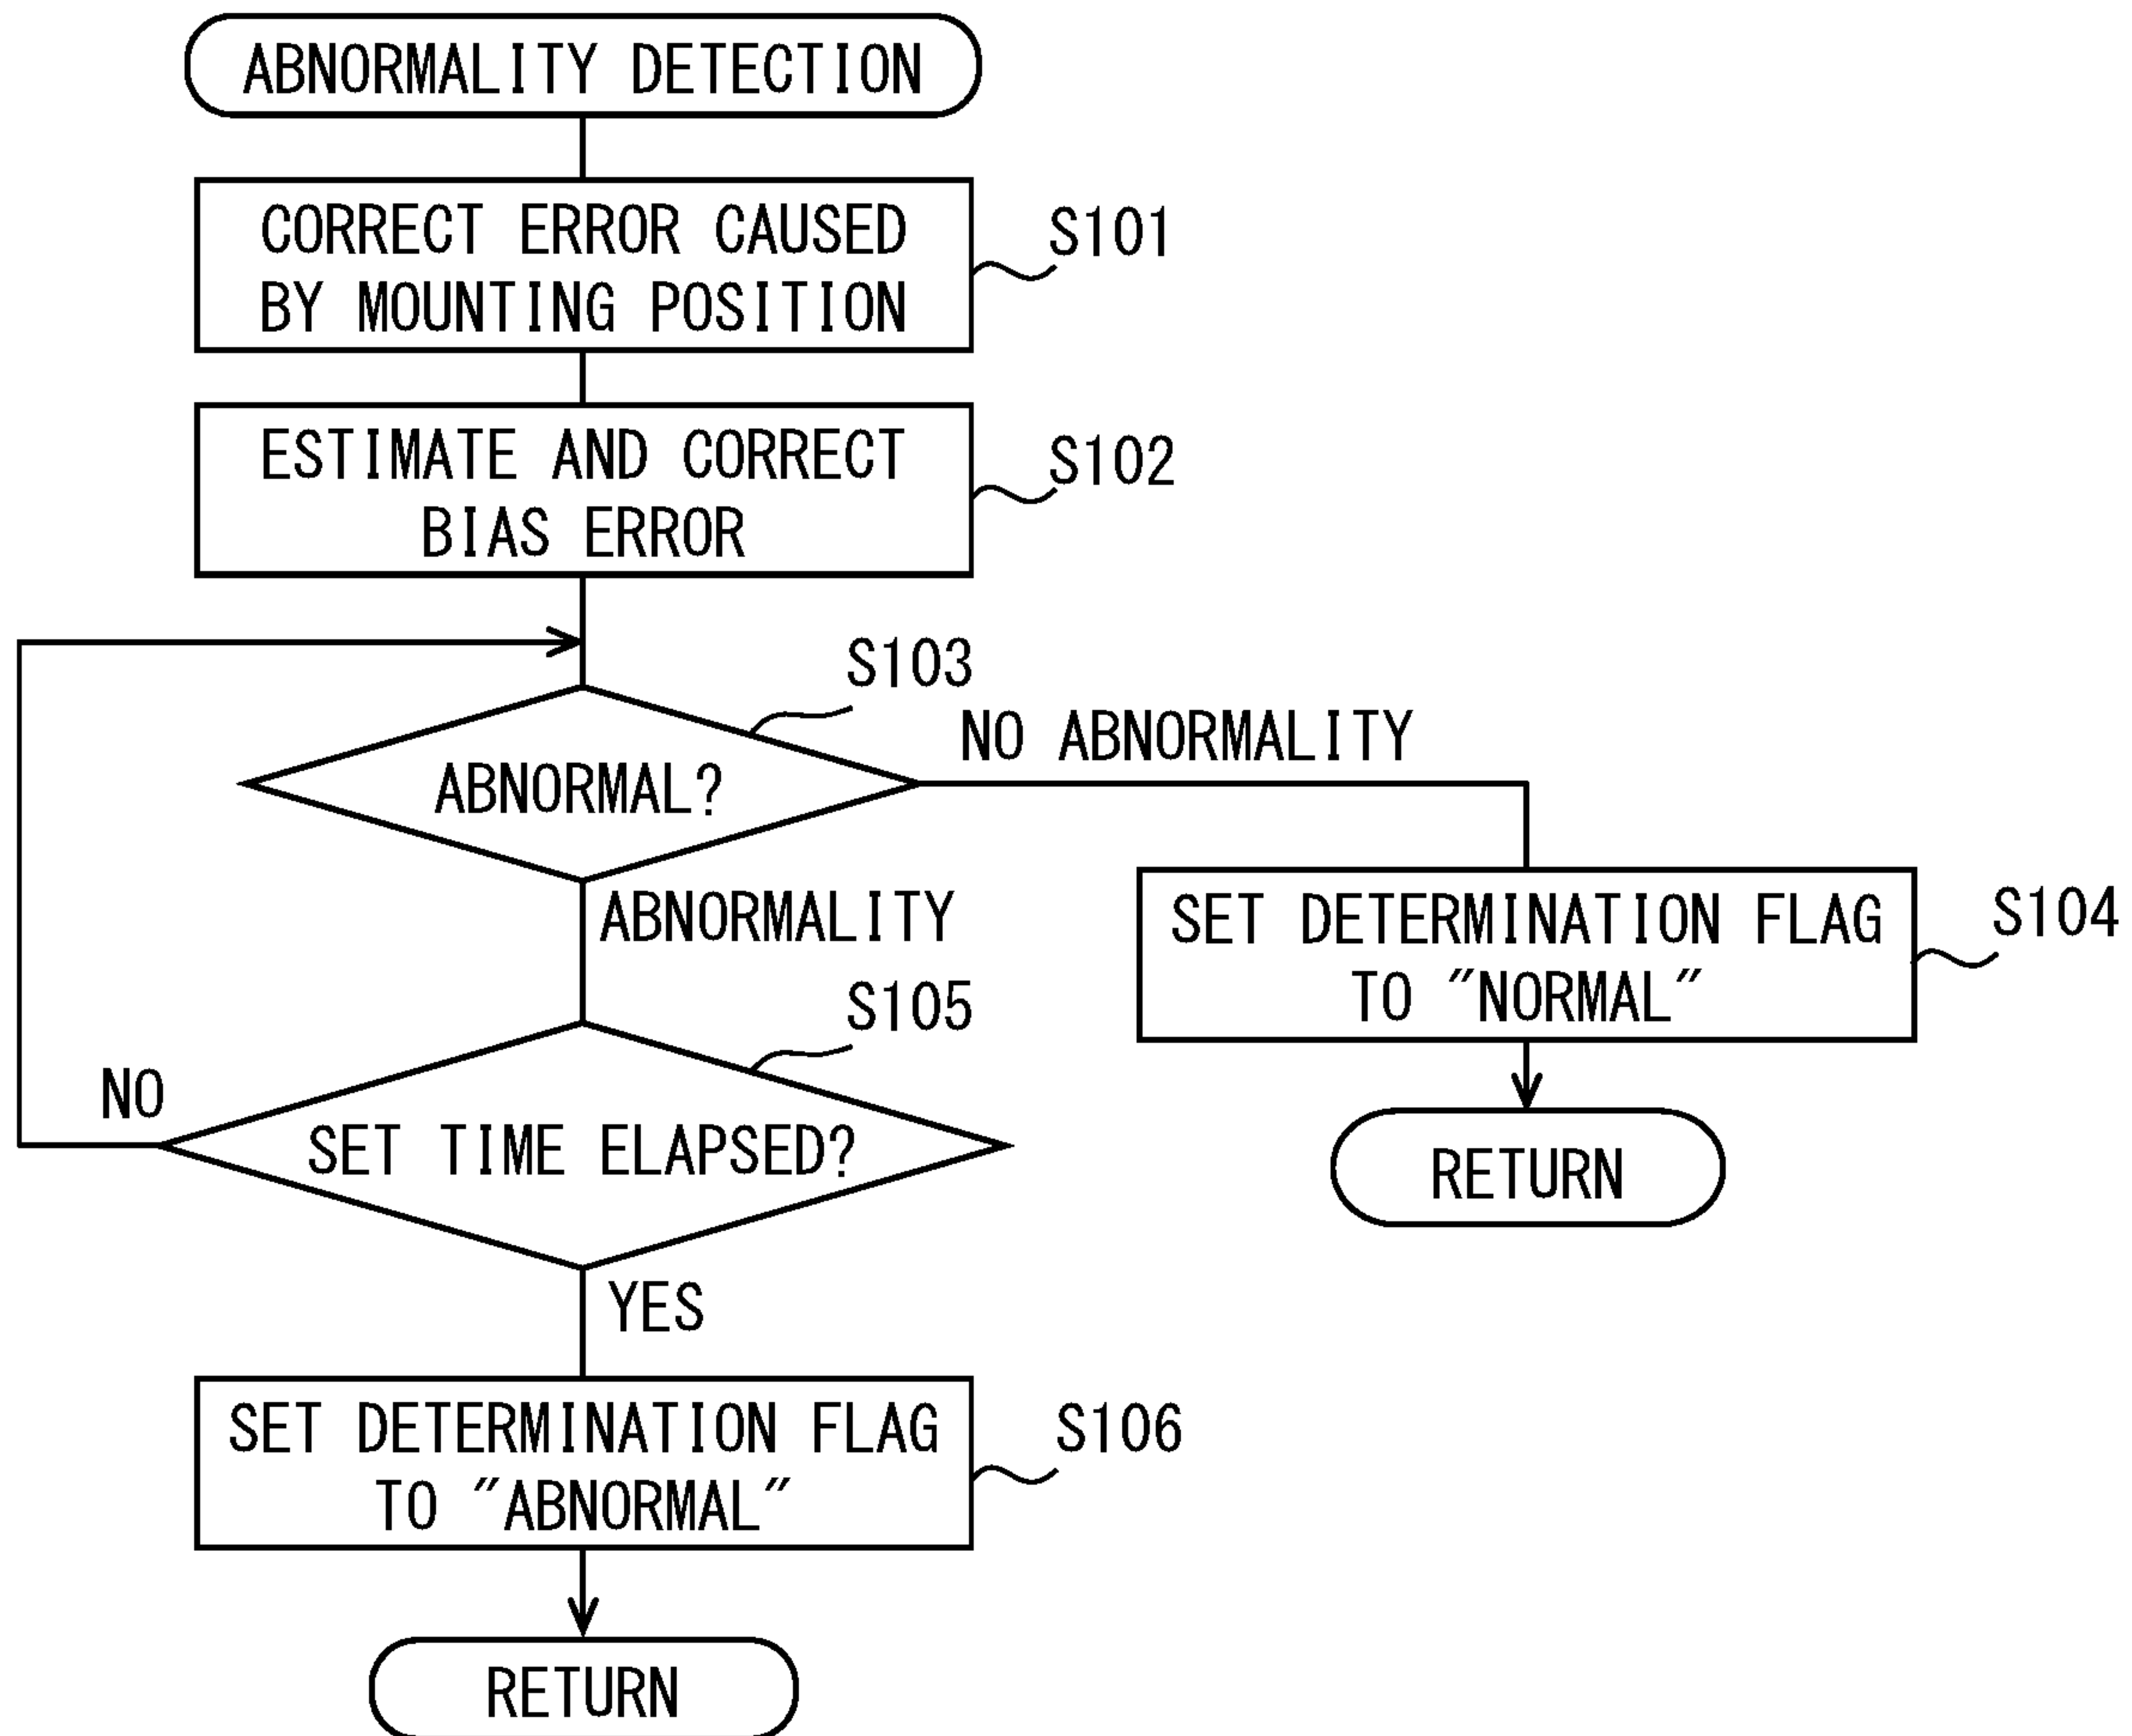 ABNORMALITY DETECTION
CORRECT ERROR CAUSED
BY MOUNTING POSITION
S101
ESTIMATE AND CORRECT
BIAS ERROR
S102
S103
ABNORMAL?
NO ABNORMALITY
ABNORMALITY
SET DETERMINATION FLAG
TO "NORMAL"
S104
RETURN
S105
SET TIME ELAPSED?
NO
YES
SET DETERMINATION FLAG
TO "ABNORMAL"
S106
RETURN